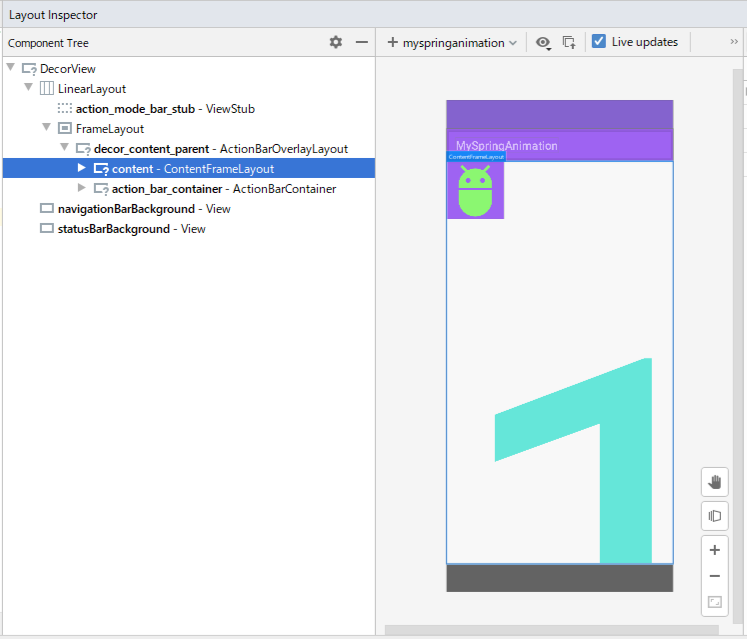 Layout Inspector
Component Tree
myspringanimation
Live updates
DecorView
LinearLayout
action_mode_bar_stub - ViewStub
FrameLayout
decor_content_parent - ActionBarOverlayLayout
content - ContentFrameLayout
action_bar_container - ActionBarContainer
navigationBarBackground - View
statusBarBackground - View
MySpringAnimation
ContentFrameLayout
1